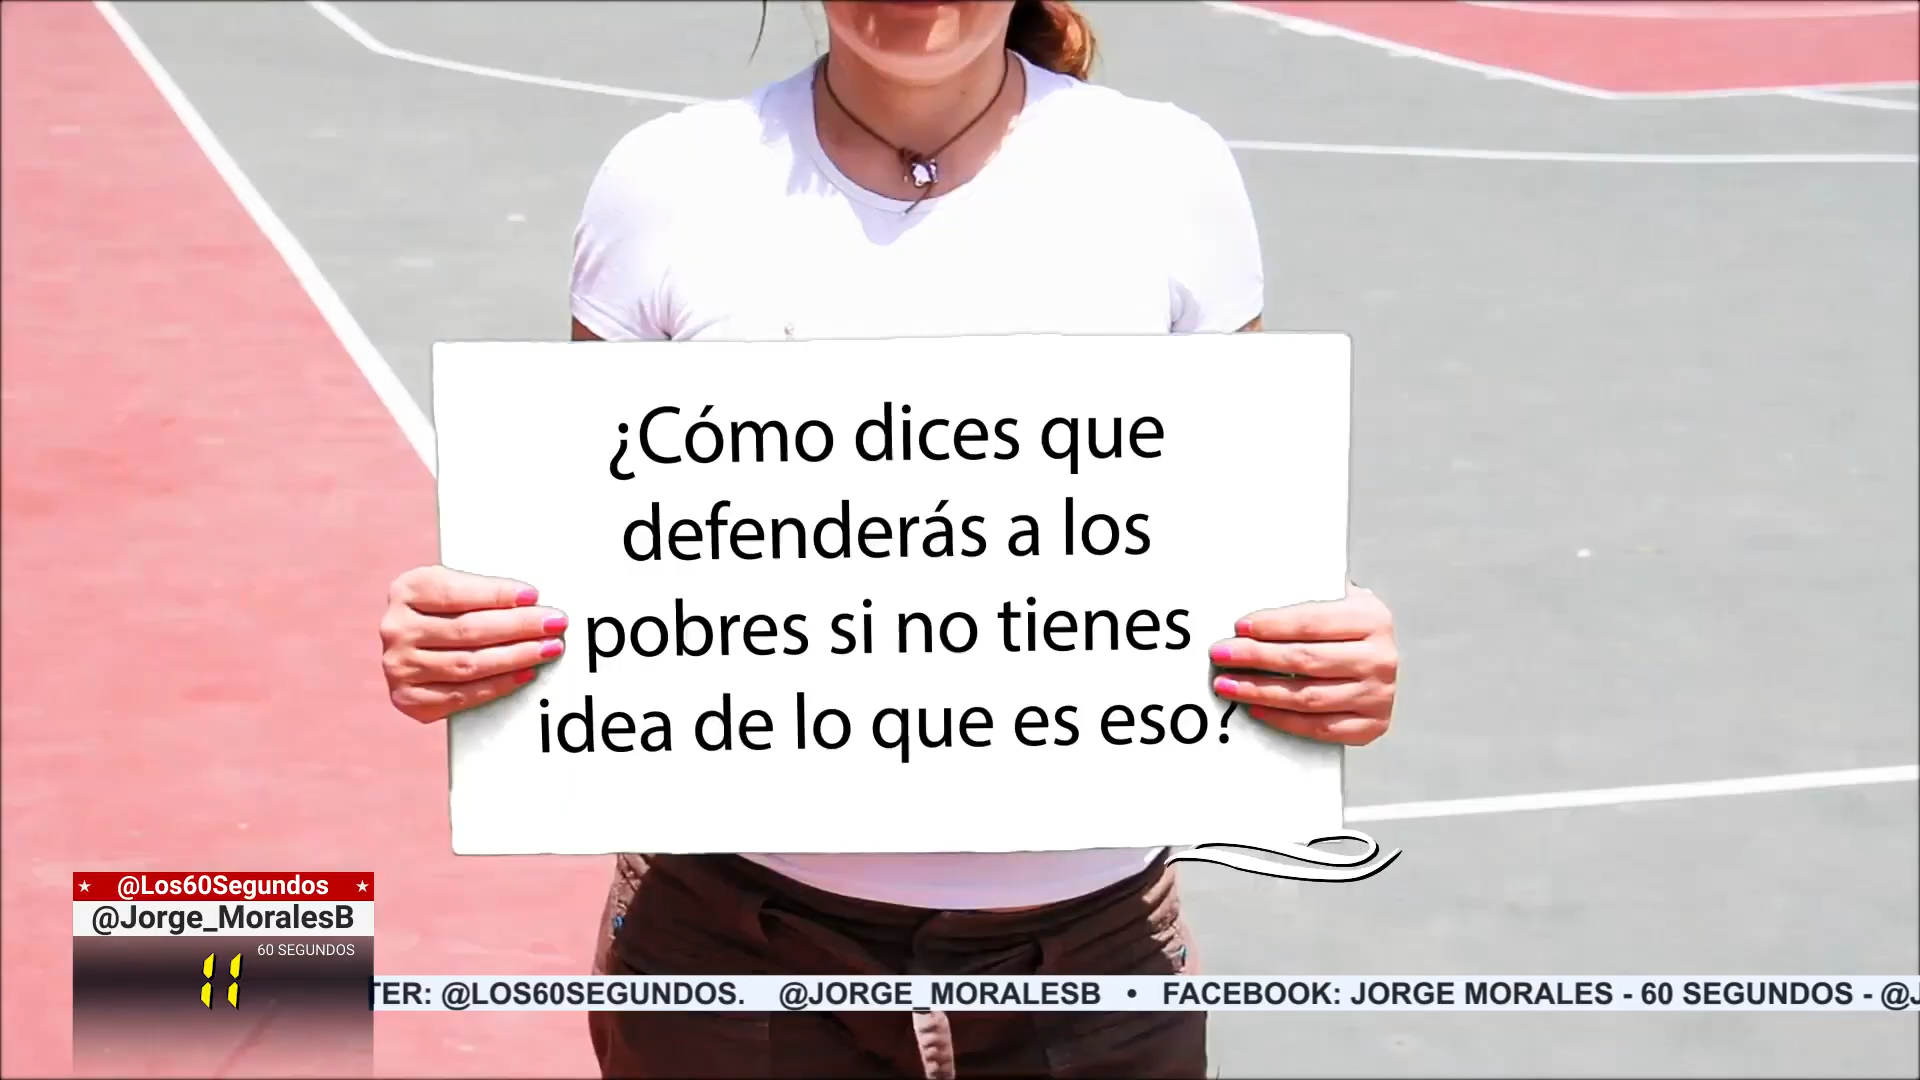 ¿Cómo dices que
defenderás a los
pobres si no tienes
idea de lo que es eso?
@Los60Segundos
@Jorge_MoralesB
60 SEGUNDOS
11
TER: @LOS60SEGUNDOS. @JORGE_MORALESB • FACEBOOK: JORGE MORALES - 60 SEGUNDOS - @J